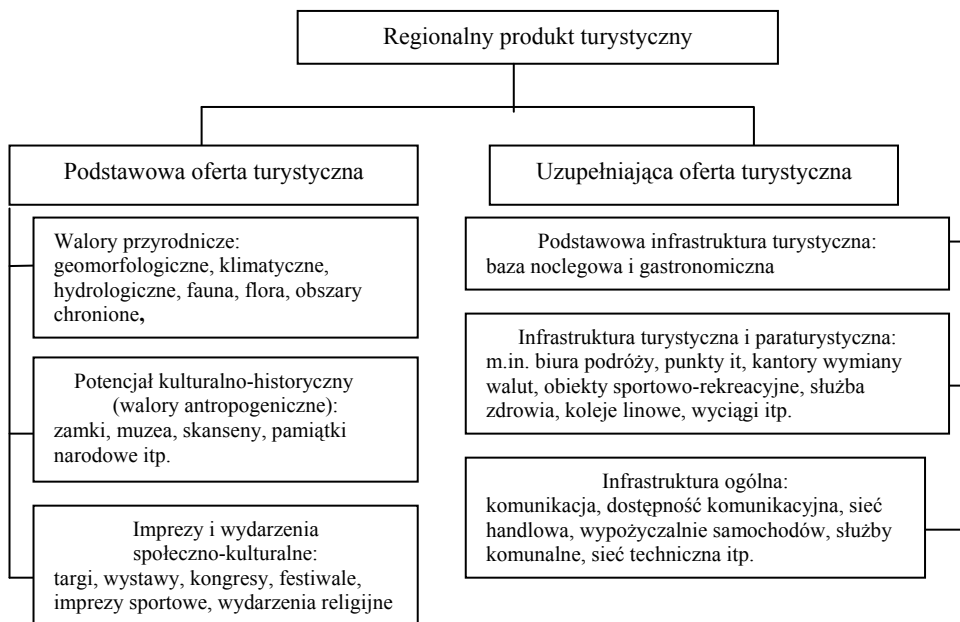 Regionalny produkt turystyczny
Podstawowa oferta turystyczna
Walory przyrodnicze:
geomorfologiczne, klimatyczne,
hydrologiczne, fauna, flora, obszary
chronione,
Potencjał kulturalno-historyczny
(walory antropogeniczne):
zamki, muzea, skanseny, pamiątki
narodowe itp.
Imprezy i wydarzenia
społeczno-kulturalne:
targi, wystawy, kongresy, festiwale,
imprezy sportowe, wydarzenia religijne
Uzupełniająca oferta turystyczna
Podstawowa infrastruktura turystyczna:
baza noclegowa i gastronomiczna
Infrastruktura turystyczna i paraturystyczna:
m.in. biura podróży, punkty it, kantory wymiany
walut, obiekty sportowo-rekreacyjne, służba
zdrowia, koleje linowe, wyciągi itp.
Infrastruktura ogólna:
komunikacja, dostępność komunikacyjna, sieć
handlowa, wypożyczalnie samochodów, służby
komunalne, sieć techniczna itp.